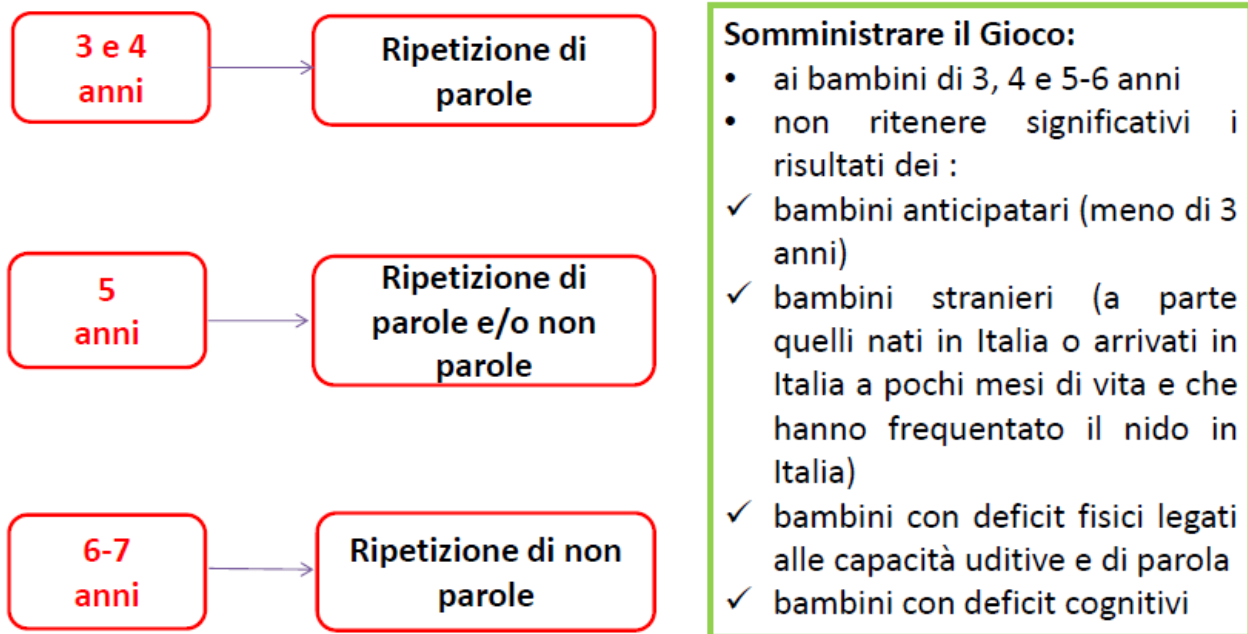 3 e 4
anni
Ripetizione di
parole
5
anni
Ripetizione di
parole e/o non
parole
6-7
anni
Ripetizione di non
parole
Somministrare il Gioco:
• ai bambini di 3, 4 e 5-6 anni
• non ritenere significativi i
risultati dei :
✓ bambini anticipatari (meno di 3
anni)
✓ bambini stranieri (a parte
quelli nati in Italia o arrivati in
Italia a pochi mesi di vita e che
hanno frequentato il nido in
Italia)
✓ bambini con deficit fisici legati
alle capacità uditive e di parola
✓ bambini con deficit cognitivi